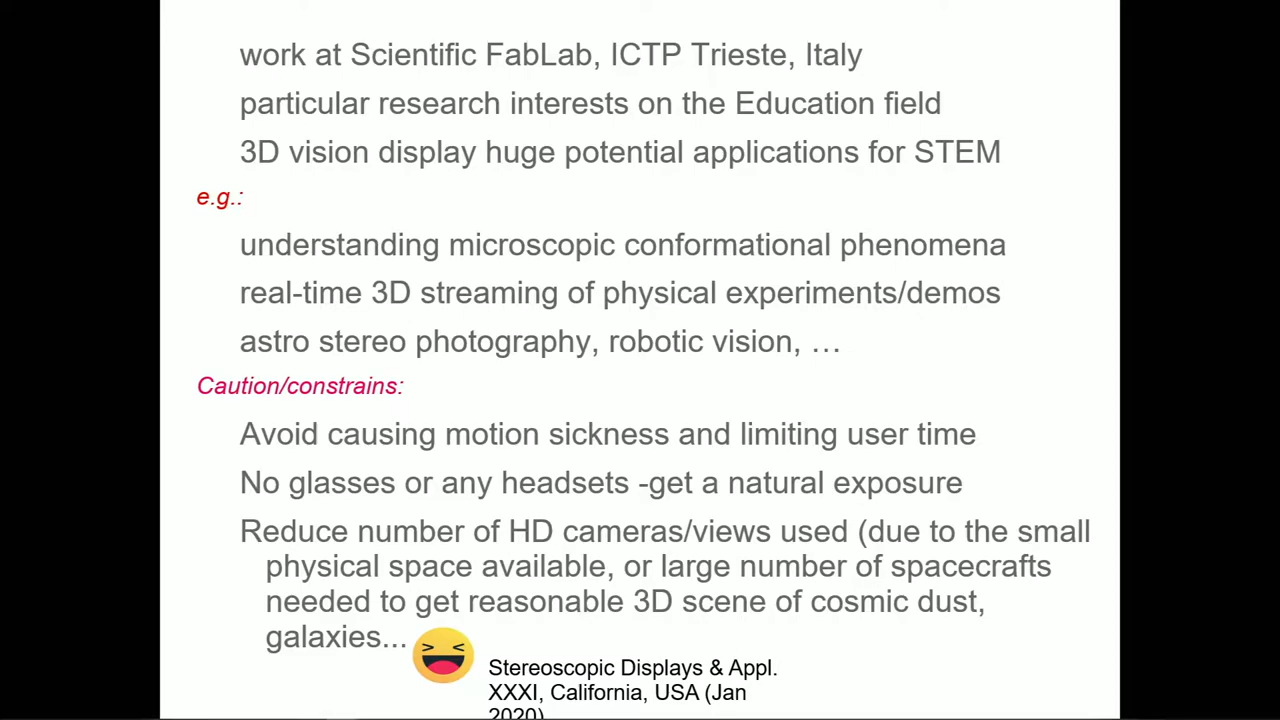 work at Scientific FabLab, ICTP Trieste, Italy
particular research interests on the Education field
3D vision display huge potential applications for STEM
e.g.:
understanding microscopic conformational phenomena
real-time 3D streaming of physical experiments/demos
astro stereo photography, robotic vision, …
Caution/constrains:
Avoid causing motion sickness and limiting user time
No glasses or any headsets -get a natural exposure
Reduce number of HD cameras/views used (due to the small
physical space available, or large number of spacecrafts
needed to get reasonable 3D scene of cosmic dust,
galaxies...
Stereoscopic Displays & Appl.
XXXI, California, USA (Jan
2020)